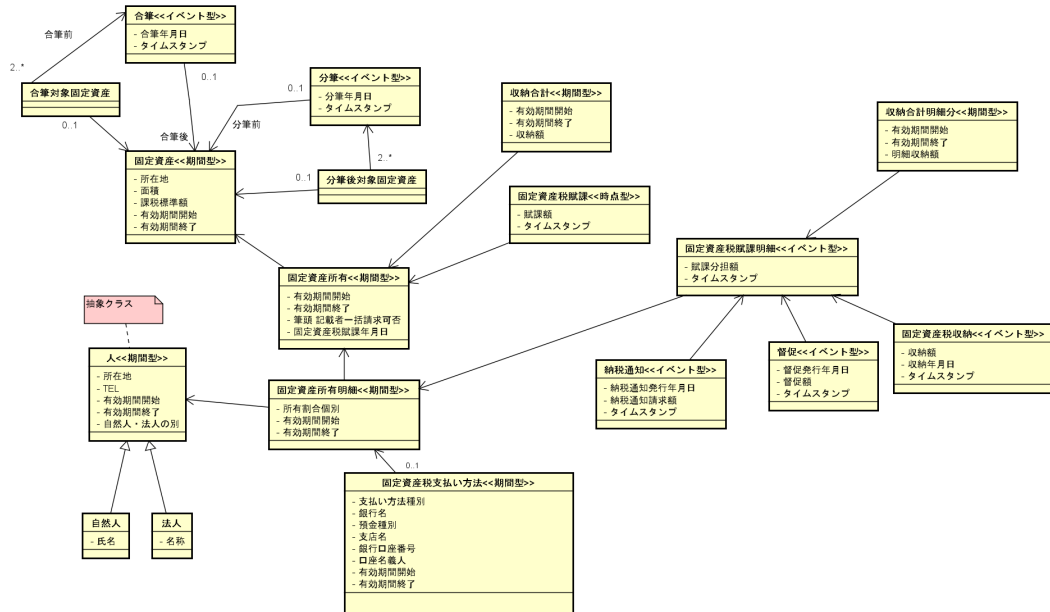 合筆<<イベント型>>
- 合筆年月日
- タイムスタンプ
合筆前
2..*
0..1
合筆対象固定資産
0..1
合筆後
分筆<<イベント型>>
- 分筆年月日
- タイムスタンプ
0..1
分筆前
2..*
分筆後対象固定資産
0..1
固定資産<<期間型>>
- 所在地
- 面積
- 課税標準額
- 有効期間開始
- 有効期間終了
収納合計<<期間型>>
- 有効期間開始
- 有効期間終了
- 収納額
収納合計明細分<<期間型>>
- 有効期間開始
- 有効期間終了
- 明細収納額
固定資産税賦課<<時点型>>
- 賦課額
- タイムスタンプ
固定資産税賦課明細<<イベント型>>
- 賦課分担額
- タイムスタンプ
固定資産所有<<期間型>>
- 有効期間開始
- 有効期間終了
- 筆頭 記載者一括請求可否
- 固定資産税賦課年月日
抽象クラス
人<<期間型>>
- 所在地
- TEL
- 有効期間開始
- 有効期間終了
- 自然人・法人の別
固定資産所有明細<<期間型>>
- 所有割合個別
- 有効期間開始
- 有効期間終了
納税通知<<イベント型>>
- 納税通知発行年月日
- 納税通知請求額
- タイムスタンプ
督促<<イベント型>>
- 督促発行年月日
- 督促額
- タイムスタンプ
固定資産税収納<<イベント型>>
- 収納額
- 収納年月日
- タイムスタンプ
0..1
固定資産税支払い方法<<期間型>>
- 支払い方法種別
- 銀行名
- 預金種別
- 支店名
- 銀行口座番号
- 口座名義人
- 有効期間開始
- 有効期間終了
自然人
- 氏名
法人
- 名称